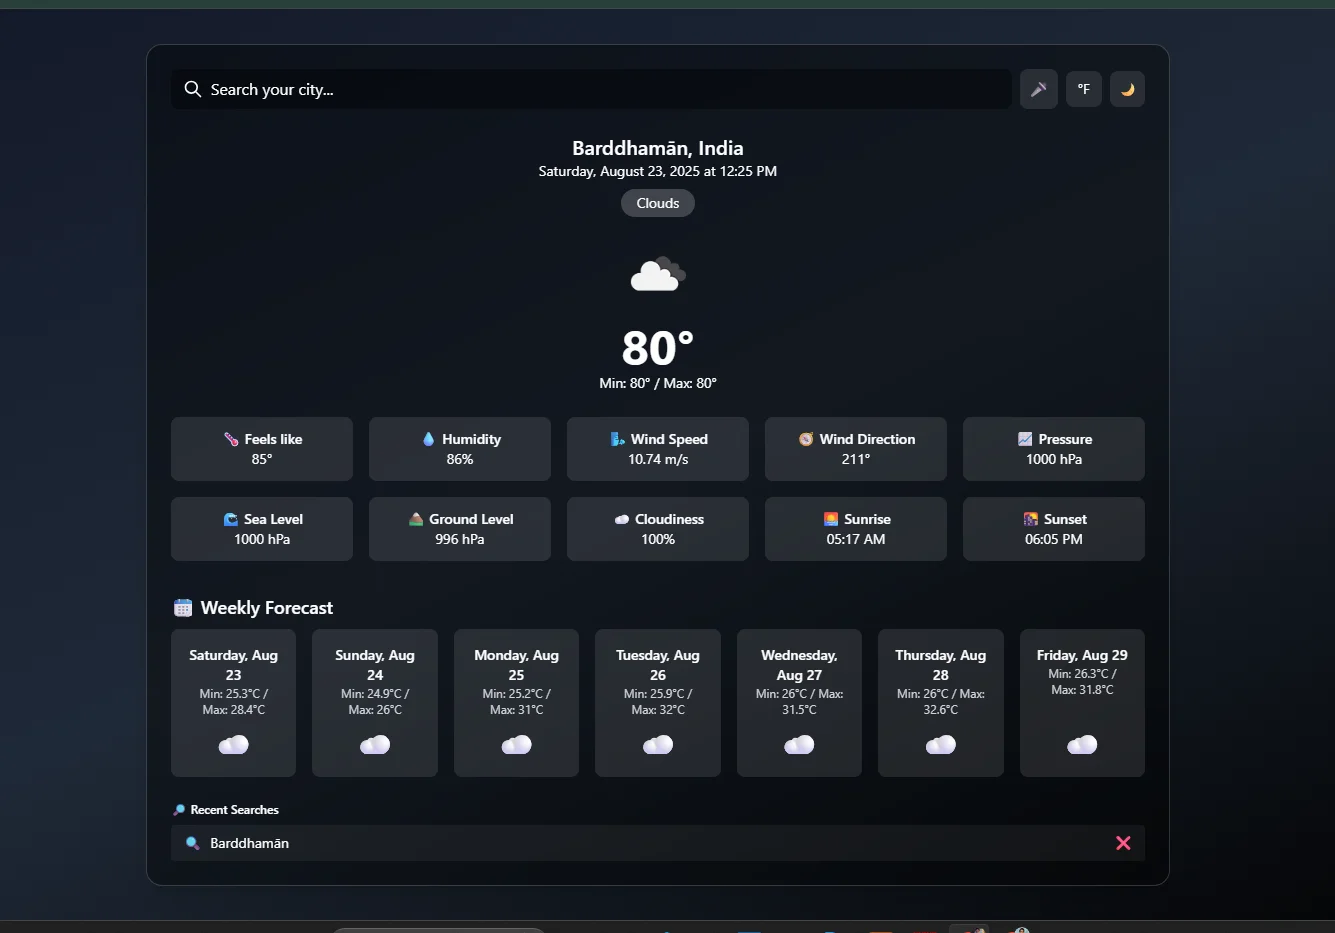 Search your city...
°F
Barddhamān, India
Saturday, August 23, 2025 at 12:25 PM
Clouds
80°
Min: 80° / Max: 80°
Feels like
85°
Humidity
86%
Wind Speed
10.74 m/s
Wind Direction
211°
Pressure
1000 hPa
Sea Level
1000 hPa
Ground Level
996 hPa
Cloudiness
100%
Sunrise
05:17 AM
Sunset
06:05 PM
Weekly Forecast
Saturday, Aug
23
Min: 25.3°C /
Max: 28.4°C
Sunday, Aug
24
Min: 24.9°C /
Max: 26°C
Monday, Aug
25
Min: 25.2°C /
Max: 31°C
Tuesday, Aug
26
Min: 25.9°C /
Max: 32°C
Wednesday,
Aug 27
Min: 26°C / Max:
31.5°C
Thursday, Aug
28
Min: 26°C / Max:
32.6°C
Friday, Aug 29
Min: 26.3°C /
Max: 31.8°C
Recent Searches
Barddhamān